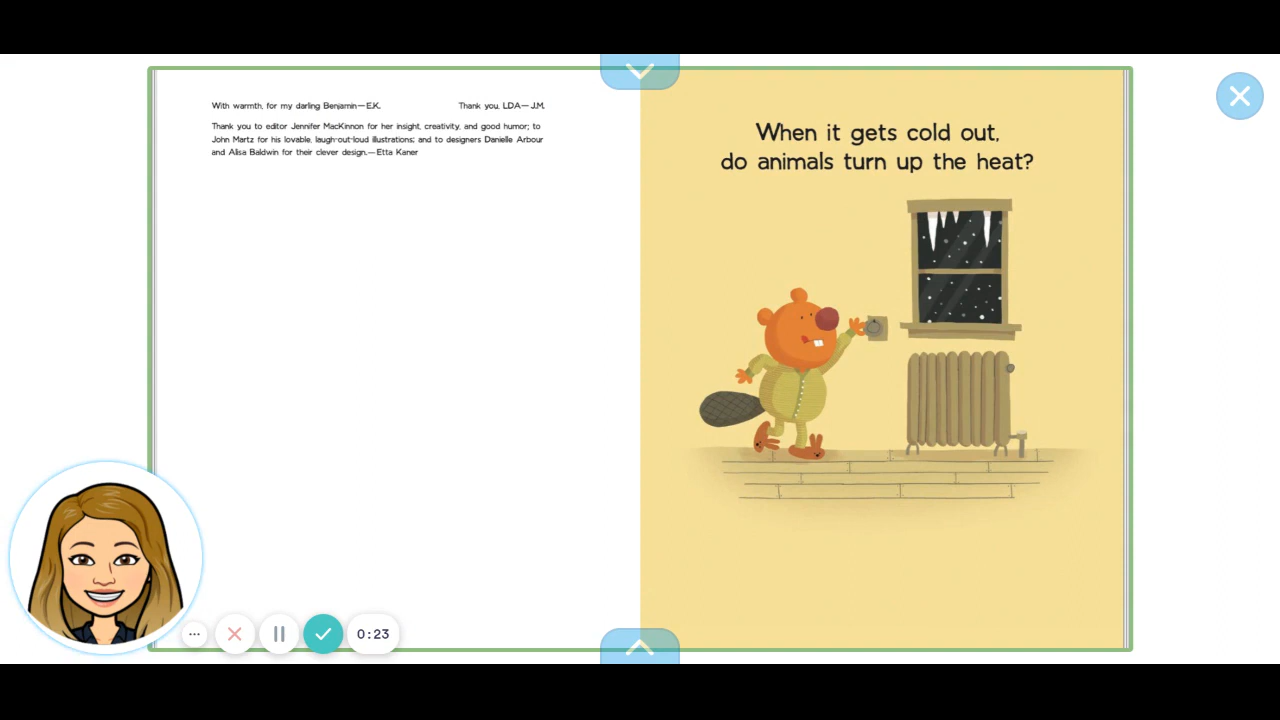 With warmth, for my darling Benjamin—E.K. Thank you, LDA—J.M.
Thank you to editor Jennifer MacKinnon for her insight, creativity, and good humor; to
John Martz for his lovable, laugh-out-loud illustrations; and to designers Danielle Arbour
and Alisa Baldwin for their clever design.—Etta Kaner
When it gets cold out,
do animals turn up the heat?
0:23